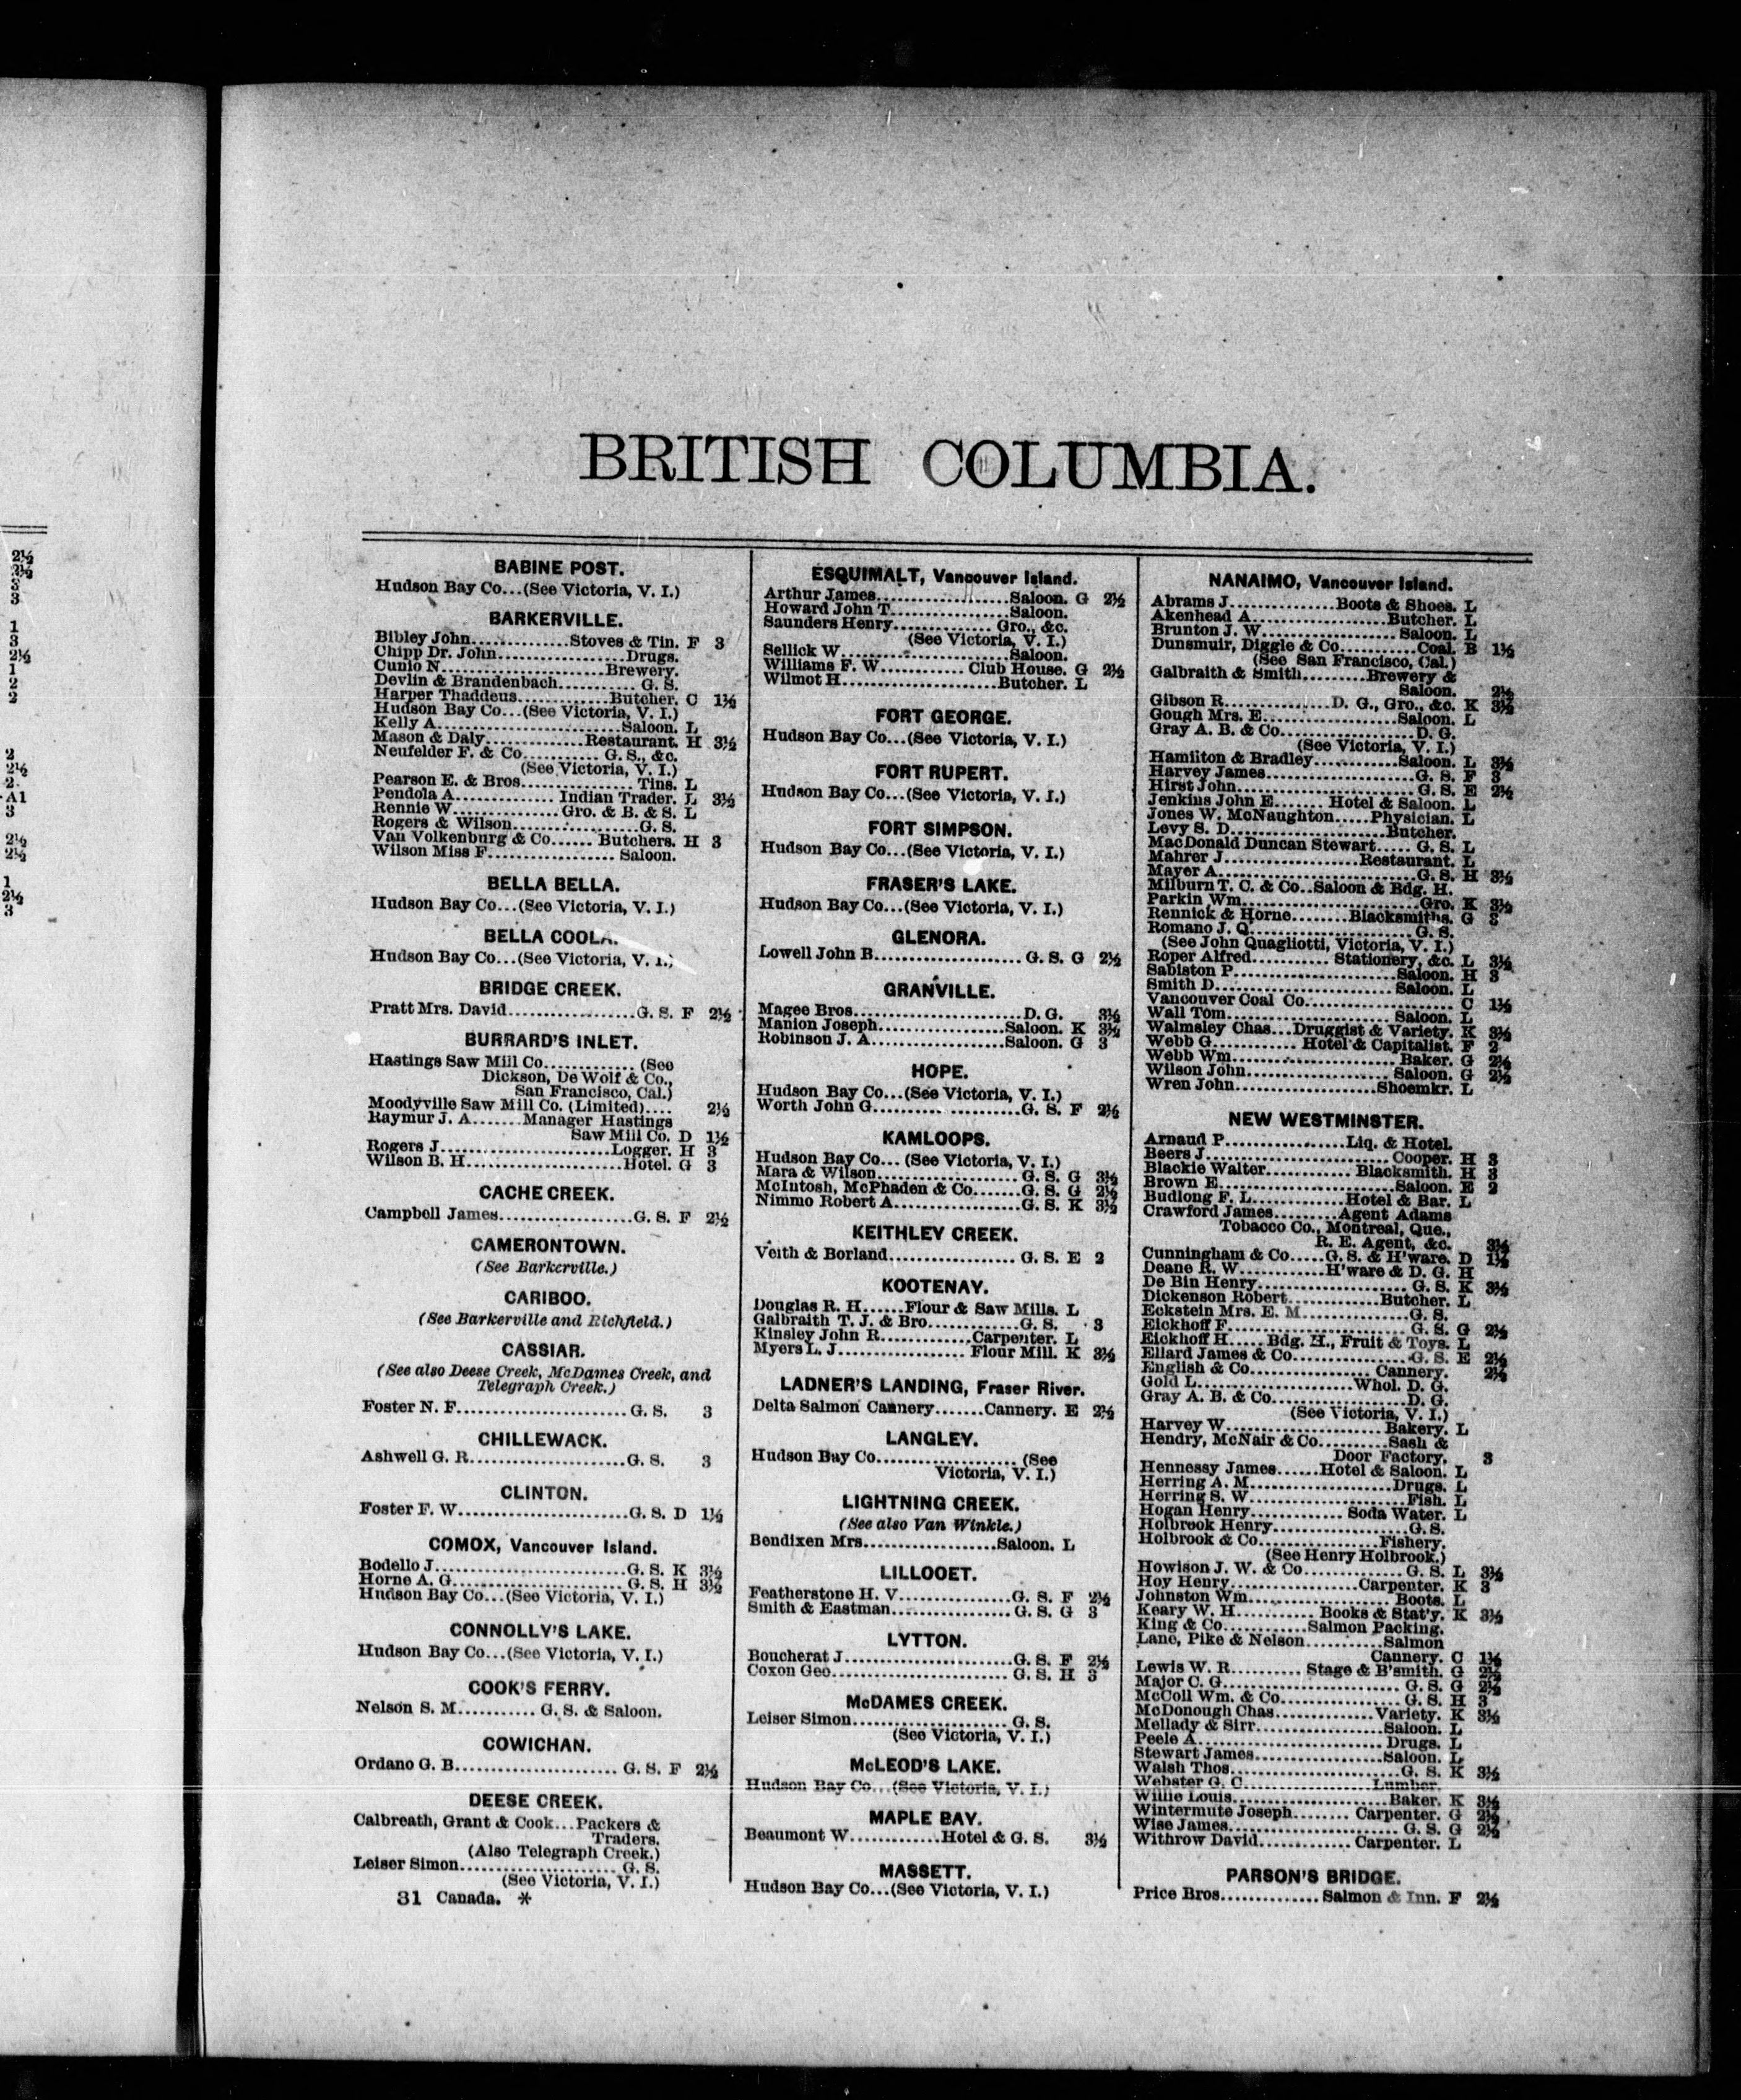 2½
2½
3
3
1
3
2½
1
2
2
2
2½
2
A1
3
2½
2½
1
2½
3
BRITISH COLUMBIA.
BABINE POST.
Hudson Bay Co...(See Victoria, V. I.)
BARKERVILLE.
Bibley John.............Stoves & Tin. F 3
Chipp Dr. John..................Drugs.
Cunio N.......................Brewery.
Devlin & Brandenbach........... G. S.
Harper Thaddeus.............Butcher. C 1½
Hudson Bay Co...(See Victoria, V. I.)
Kelly A..........................Saloon. L
Mason & Daly..............Restaurant. H 3½
Neufelder F. & Co........... G. S., &c.
(See Victoria, V. I.)
Pearson E. & Bros................ Tins. L
Pendola A.............. Indian Trader. L 3½
Rennie W...............Gro. & B. & S. L
Rogers & Wilson..................G. S.
Van Volkenburg & Co...... Butchers. H 3
Wilson Miss F.................. Saloon.
BELLA BELLA.
Hudson Bay Co...(See Victoria, V. I.)
BELLA COOLA.
Hudson Bay Co...(See Victoria, V. I.)
BRIDGE CREEK.
Pratt Mrs. David..................G. S. F 2½
BURRARD'S INLET.
Hastings Saw Mill Co............. (See
Dickson, De Wolf & Co.,
San Francisco, Cal.)
Moodyville Saw Mill Co. (Limited).... 2½
Raymur J. A.......Manager Hastings
Saw Mill Co. D 1½
Rogers J........................Logger. H 3
Wilson B. H......................Hotel. G 3
CACHE CREEK.
Campbell James...................G. S. F 2½
CAMERONTOWN.
(See Barkerville.)
CARIBOO.
(See Barkerville and Richfield.)
CASSIAR.
(See also Deese Creek, McDames Creek, and
Telegraph Creek.)
Foster N. F........................G. S. 3
CHILLEWACK.
Ashwell G. R......................G. S. 3
CLINTON.
Foster F. W........................G. S. D 1½
COMOX, Vancouver Island.
Bodello J...........................G. S. K 3½
Horne A. G.........................G. S. H 3½
Hudson Bay Co...(See Victoria, V. I.)
CONNOLLY'S LAKE.
Hudson Bay Co...(See Victoria, V. I.)
COOK'S FERRY.
Nelson S. M........... G. S. & Saloon.
COWICHAN.
Ordano G. B....................... G. S. F 2½
DEESE CREEK.
Calbreath, Grant & Cook...Packers &
Traders.
(Also Telegraph Creek.)
Leiser Simon...................... G. S.
(See Victoria, V. I.)
31 Canada. *
ESQUIMALT, Vancouver Island.
Arthur James...................Saloon. G 2½
Howard John T.................Saloon.
Saunders Henry.............. Gro., &c.
(See Victoria, V. I.)
Sellick W........................Saloon.
Williams F. W............ Club House. G 2½
Wilmot H......................Butcher. L
FORT GEORGE.
Hudson Bay Co...(See Victoria, V. I.)
FORT RUPERT.
Hudson Bay Co...(See Victoria, V. I.)
FORT SIMPSON.
Hudson Bay Co...(See Victoria, V. I.)
FRASER'S LAKE.
Hudson Bay Co...(See Victoria, V. I.)
GLENORA.
Lowell John B..................... G. S. G 2½
GRANVILLE.
Magee Bros........................D. G. 3½
Manion Joseph..................Saloon. K 3½
Robinson J. A...................Saloon. G 3
HOPE.
Hudson Bay Co...(See Victoria, V. I.)
Worth John G.....................G. S. F 2½
KAMLOOPS.
Hudson Bay Co... (See Victoria, V. I.)
Mara & Wilson.................... G. S. G 3½
McIntosh, McPhaden & Co.......G. S. G 2½
Nimmo Robert A..................G. S. K 3½
KEITHLEY CREEK.
Veith & Borland................... G. S. E 2
KOOTENAY.
Douglas R. H......Flour & Saw Mills. L
Galbraith T. J. & Bro.............G. S. 3
Kinsley John R............Carpenter. L
Myers L. J.................. Flour Mill. K 3½
LADNER'S LANDING, Fraser River.
Delta Salmon Cannery.......Cannery. E 2½
LANGLEY.
Hudson Bay Co.................... (See
Victoria, V. I.)
LIGHTNING CREEK.
(See also Van Winkle.)
Bendixen Mrs...................Saloon. L
LILLOOET.
Featherstone H. V................G. S. F 2½
Smith & Eastman.................G. S. G 3
LYTTON.
Boucherat J........................G. S. F 2½
Coxon Geo......................... G. S. H 3
McDAMES CREEK.
Leiser Simon...................... G. S.
(See Victoria, V. I.)
McLEOD'S LAKE.
Hudson Bay Co...(See Victoria, V. I.)
MAPLE BAY.
Beaumont W.............Hotel & G. S. 3½
MASSETT.
Hudson Bay Co...(See Victoria, V. I.)
NANAIMO, Vancouver Island.
Abrams J...............Boots & Shoes. L
Akenhead A...................Butcher. L
Brunton J. W...................Saloon. L
Dunsmuir, Diggle & Co...........Coal. B 1½
(See San Francisco, Cal.)
Galbraith & Smith.........Brewery &
Saloon. 2½
Gibson R...............D. G., Gro., &c. K 3½
Gough Mrs. E...................Saloon. L
Gray A. B. & Co...................D. G.
(See Victoria, V. I.)
Hamilton & Bradley............Saloon. L 3½
Harvey James.....................G. S. F 3
Hirst John.........................G. S. E 2½
Jenkins John E....... Hotel & Saloon. L
Jones W. McNaughton.....Physician. L
Levy S. D......................Butcher.
MacDonald Duncan Stewart..... G. S. L
Mahrer J...................Restaurant. L
Mayer A............................G. S. H 3½
Milburn T. C. & Co..Saloon & Bdg. H.
Parkin Wm.........................Gro. K 3½
Rennick & Horne........Blacksmiths. G 3
Romano J. Q.......................G. S.
(See John Quagliotti, Victoria, V. I.)
Roper Alfred........... Stationery, &c. L 3½
Sabiston P.......................Saloon. H 3
Smith D..........................Saloon. L
Vancouver Coal Co..................... C 1½
Wall Tom........................Saloon. L
Walmsley Chas...Druggist & Variety. K 3½
Webb G............ Hotel & Capitalist. F 2
Webb Wm........................ Baker. G 2½
Wilson John.................... Saloon. G 2½
Wren John....................Shoemkr. L
NEW WESTMINSTER.
Arnaud P.................Liq. & Hotel.
Beers J.......................... Cooper. H 3
Blackie Walter............ Blacksmith. H 3
Brown E.........................Saloon. E 2
Budlong F. L.............Hotel & Bar. L
Crawford James.........Agent Adams
Tobacco Co., Montreal, Que.,
R. E. Agent, &c. 3½
Cunningham & Co.....G. S. & H'ware. D 1½
Deane R. W............H'ware & D. G. H
De Bin Henry......................G. S. K 3½
Dickenson Robert.............Butcher. L
Eckstein Mrs. E. M...............G. S.
Eickhoff F......................... G. S. G 2½
Eickhoff H.....Bdg. H., Fruit & Toys. L
Ellard James & Co................G. S. E 2½
English & Co................. Cannery. 2½
Gold L......................Whol. D. G.
Gray A. B. & Co...................D. G.
(See Victoria, V. I.)
Harvey W.......................Bakery. L
Hendry, McNair & Co..........Sash &
Door Factory. 3
Hennessy James......Hotel & Saloon. L
Herring A. M....................Drugs. L
Herring S. W......................Fish. L
Hogan Henry............. Soda Water. L
Holbrook Henry...................G. S.
Holbrook & Co.................Fishery.
(See Henry Holbrook.)
Howison J. W. & Co..............G. S. L 3½
Hoy Henry..................Carpenter. K 3
Johnston Wm.................... Boots. L
Keary W. H........... Books & Stat'y. K 3½
King & Co............Salmon Packing.
Lane, Pike & Nelson...........Salmon
Cannery. C 1½
Lewis W. R.......... Stage & B'smith. G 2½
Major C. G......................... G. S. G 2½
McColl Wm. & Co.................G. S. H 3
McDonough Chas..............Variety. K 3½
Mellady & Sirr..................Saloon. L
Peele A.......................... Drugs. L
Stewart James..................Saloon. L
Walsh Thos........................G. S. K 3½
Webster G. C..................Lumber.
Willie Louis......................Baker. K 3½
Wintermute Joseph........ Carpenter. G 2½
Wise James........................ G. S. G 2½
Withrow David............. Carpenter. L
PARSON'S BRIDGE.
Price Bros.............. Salmon & Inn. F 2½